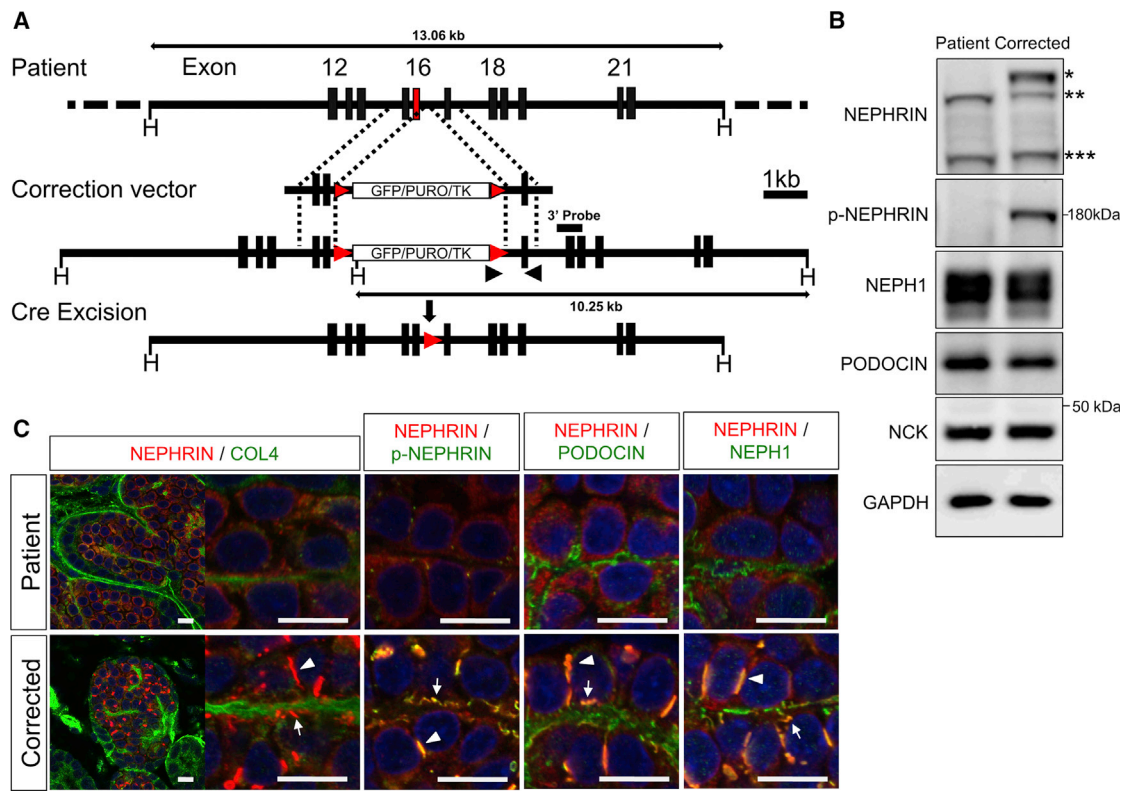 A
13.06 kb
Patient
Exon
12
16
18
21
H
H
Correction vector
GFP/PURO/TK
1kb
3' Probe
GFP/PURO/TK
H
H
H
10.25 kb
Cre Excision
H
H
B
Patient Corrected
NEPHRIN
*
**
***
p-NEPHRIN
180kDa
NEPH1
PODOCIN
50 kDa
NCK
GAPDH
C
NEPHRIN / COL4
NEPHRIN /
p-NEPHRIN
NEPHRIN /
PODOCIN
NEPHRIN /
NEPH1
Patient
Corrected